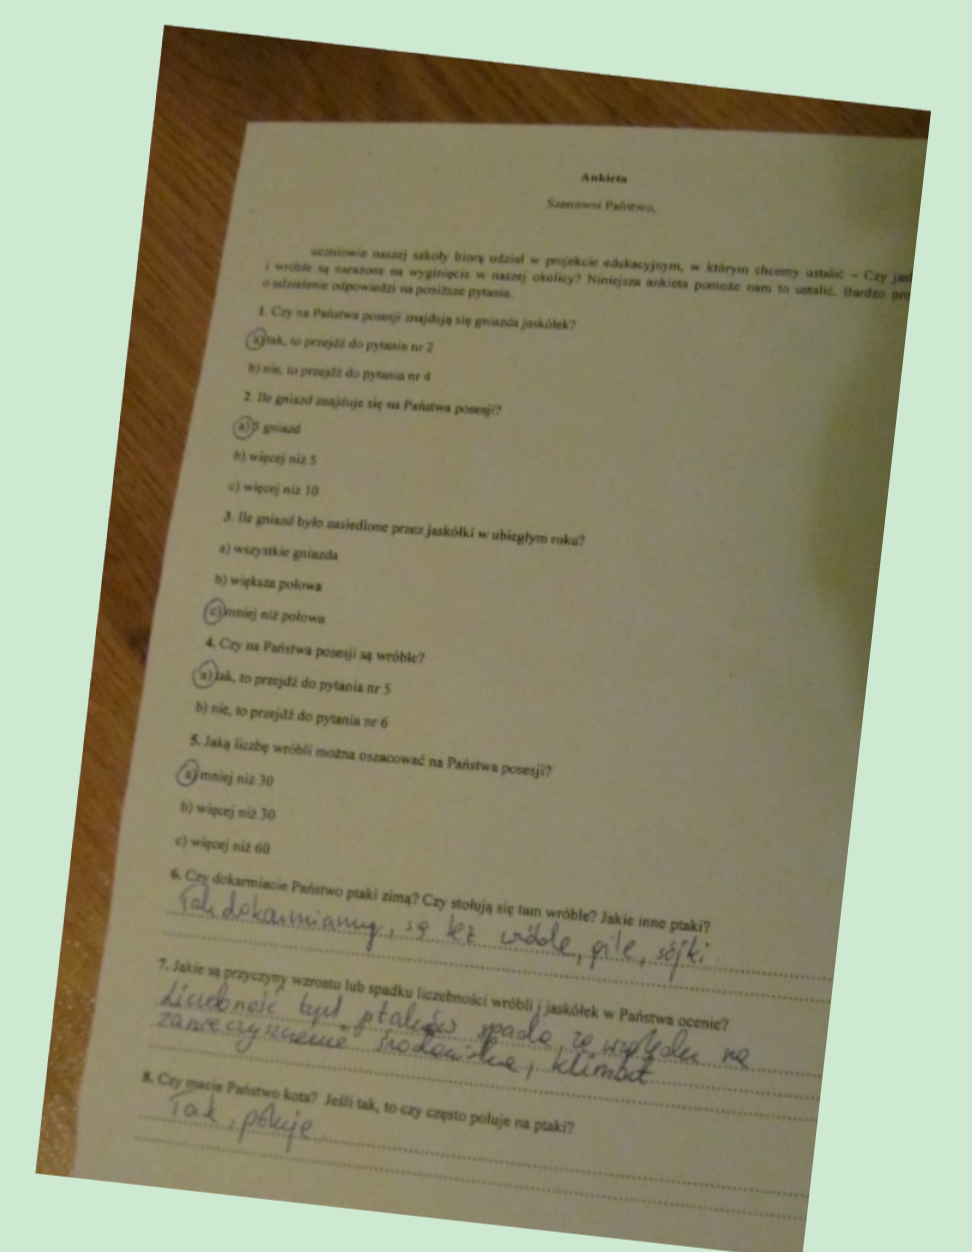 Ankieta
Szanowni Państwo,
uczniowie naszej szkoły biorą udział w projekcie edukacyjnym, w którym chcemy ustalić – Czy
i wróble są narażone na wyginięcie w naszej okolicy? Niniejsza ankieta pomoże nam to ustalić. Bardzo
o udzielenie odpowiedzi na poniższe pytania.
1. Czy na Państwa posesji znajdują się gniazda jaskółek?
a) tak, to przejdź do pytania nr 2
b) nie, to przejdź do pytania nr 4
2. Ile gniazd znajduje się na Państwa posesji?
a) 5 gniazd
b) więcej niż 5
c) więcej niż 10
3. Ile gniazd było zasiedlone przez jaskółki w ubiegłym roku?
a) wszystkie gniazda
b) większa połowa
c) mniej niż połowa
4. Czy na Państwa posesji są wróble?
a) tak, to przejdź do pytania nr 5
b) nie, to przejdź do pytania nr 6
5. Jaką liczbę wróbli można oszacować na Państwa posesji?
a) mniej niż 30
b) więcej niż 30
c) więcej niż 60
6. Czy dokarmiacie Państwo ptaki zimą? Czy stołują się tam wróble? Jakie inne ptaki?
Tak dokarmiamy, są też wróble, gile, sójki
7. Jakie są przyczyny wzrostu lub spadku liczebności wróbli i jaskółek w Państwa ocenie?
Liczebność tych ptaków spada ze względu na
zanieczyszczenie środowiska, klimat
8. Czy macie Państwo kota? Jeśli tak, to czy często poluje na ptaki?
Tak, poluje